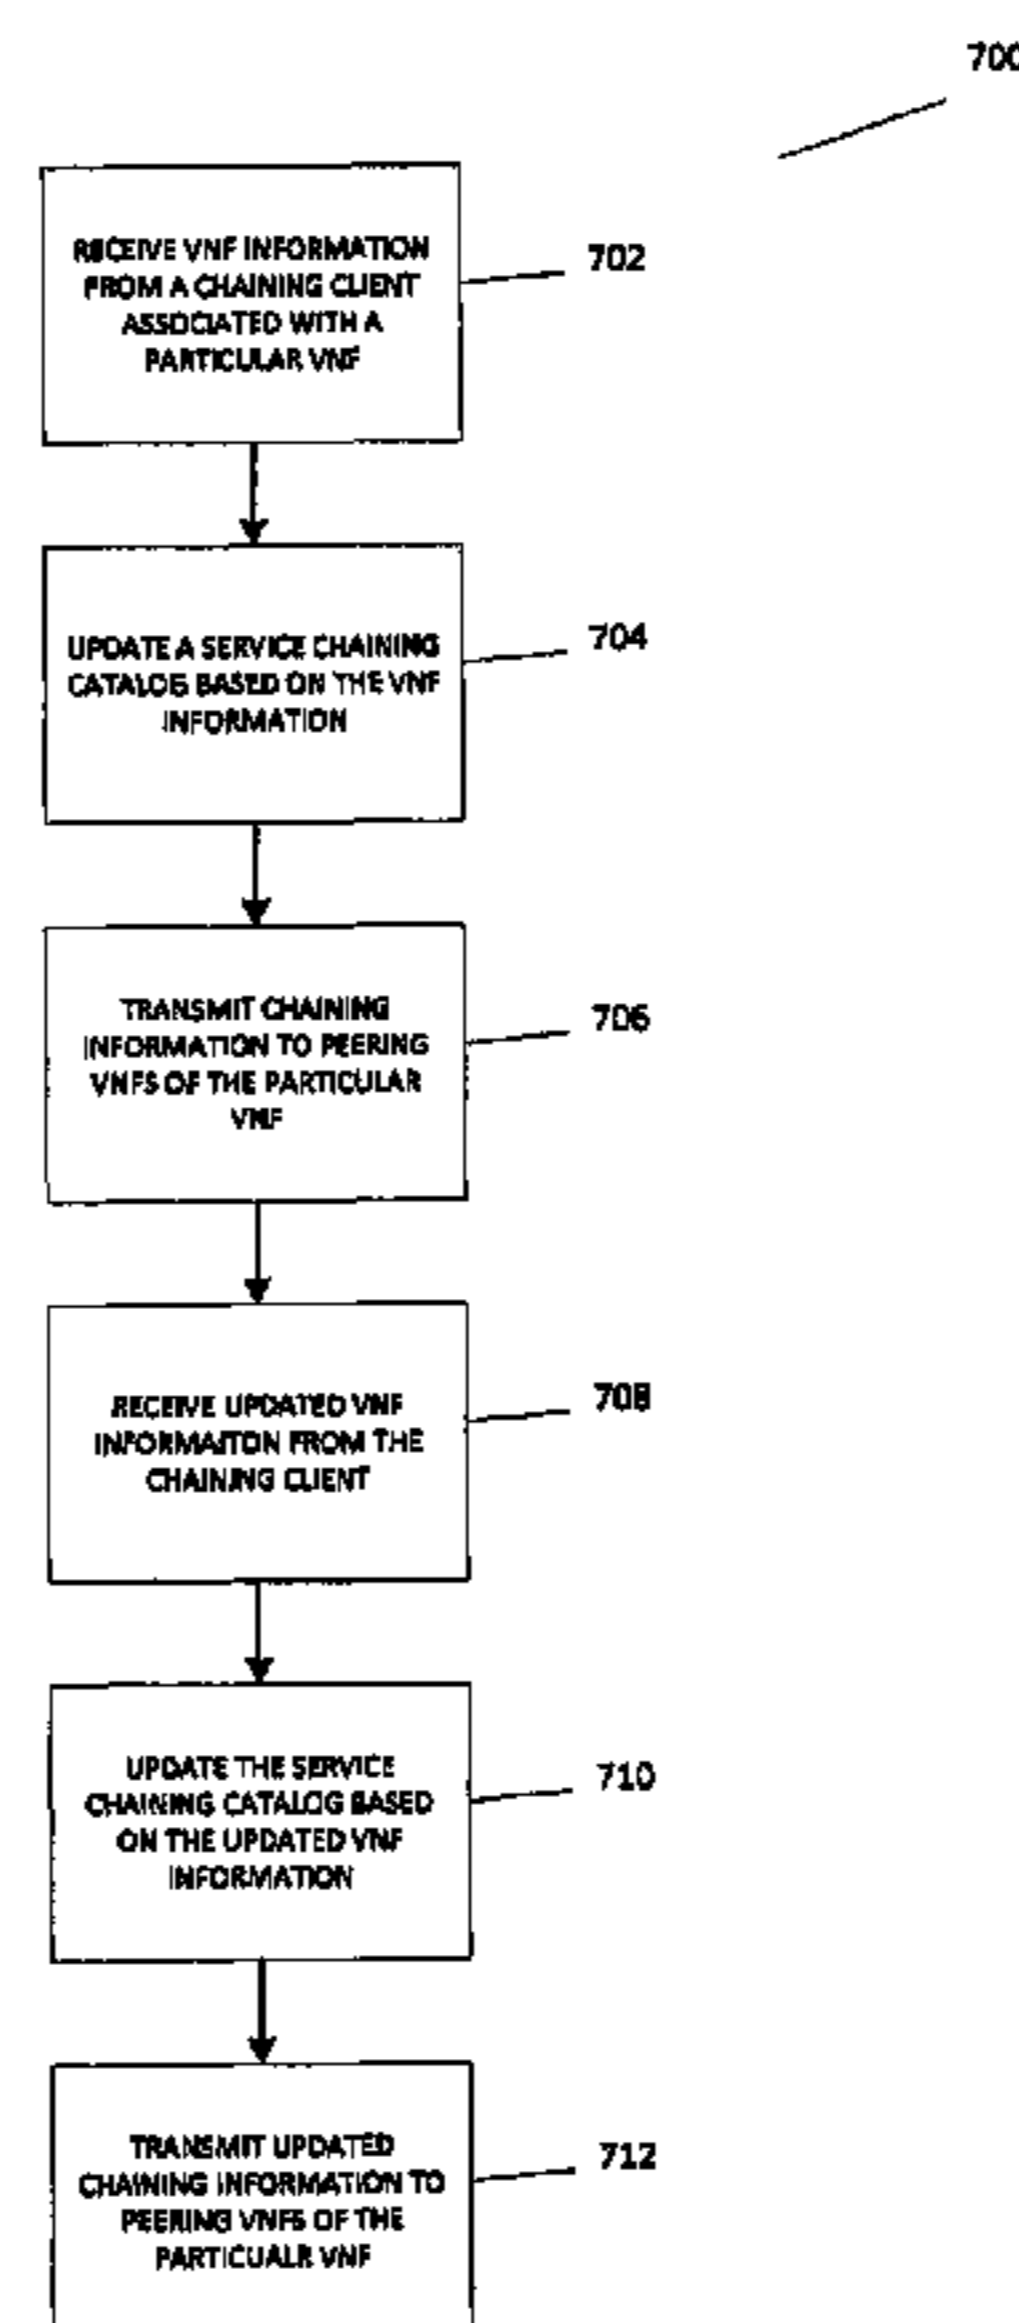 700
RECEIVE VNF INFORMATION
FROM A CHAINING CLIENT
ASSOCIATED WITH A
PARTICULAR VNF
702
UPDATE A SERVICE CHAINING
CATALOG BASED ON THE VNF
INFORMATION
704
TRANSMIT CHAINING
INFORMATION TO PEERING
VNFS OF THE PARTICULAR
VNF
706
RECEIVE UPDATED VNF
INFORMAITON FROM THE
CHAINING CLIENT
708
UPDATE THE SERVICE
CHAINING CATALOG BASED
ON THE UPDATED VNF
INFORMATION
710
TRANSMIT UPDATED
CHAINING INFORMATION TO
PEERING VNFS OF THE
PARTICUALR VNF
712